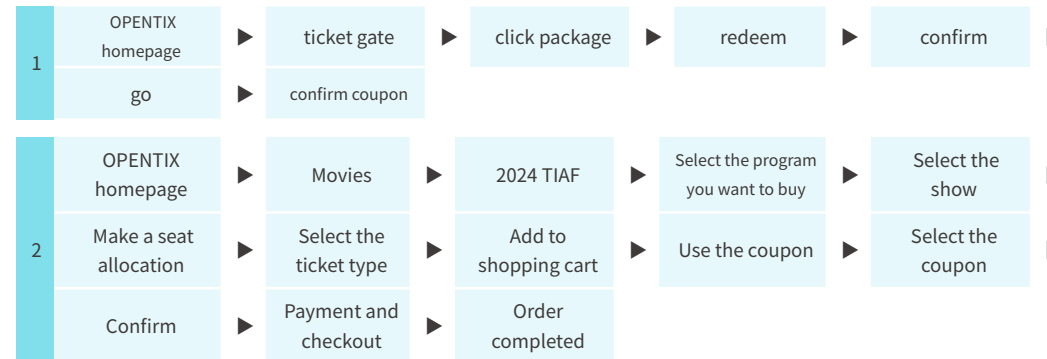 1
OPENTIX
homepage
ticket gate
click package
redeem
confirm
go
confirm coupon
2
OPENTIX
homepage
Movies
2024 TIAF
Select the program
you want to buy
Select the
show
Make a seat
allocation
Select the
ticket type
Add to
shopping cart
Use the coupon
Select the
coupon
Confirm
Payment and
checkout
Order
completed